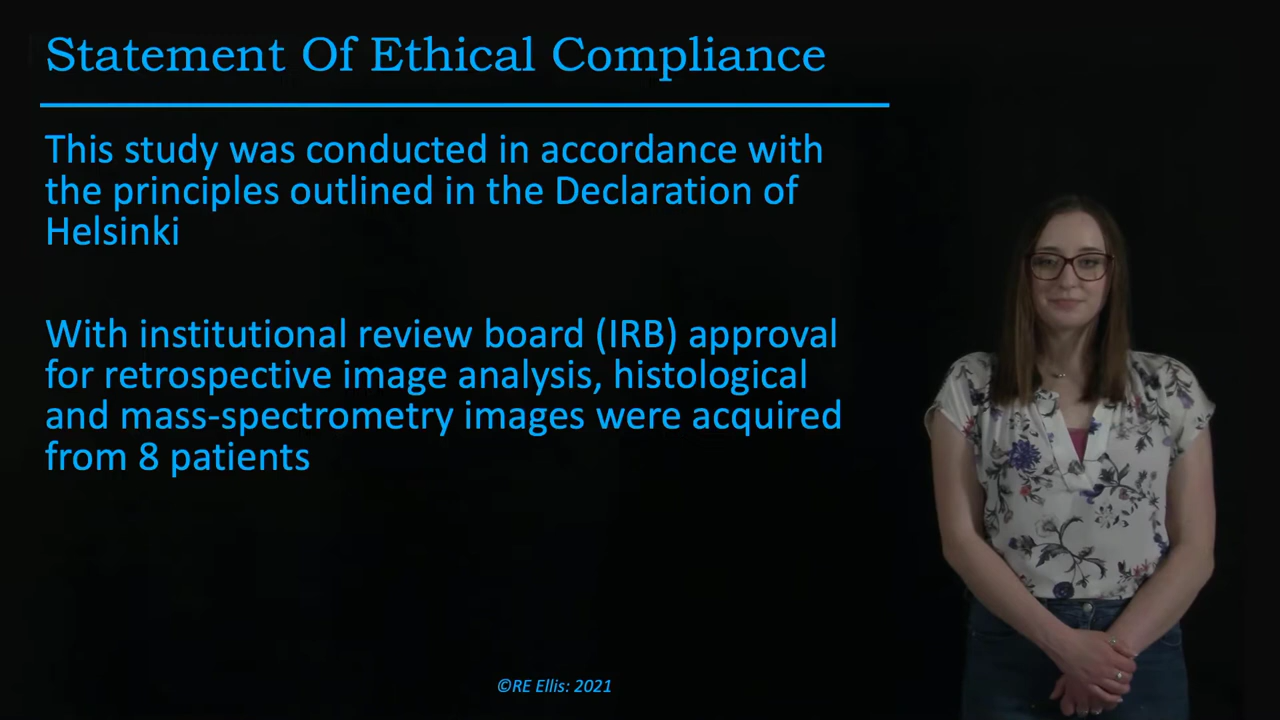 Statement Of Ethical Compliance
This study was conducted in accordance with
the principles outlined in the Declaration of
Helsinki
With institutional review board (IRB) approval
for retrospective image analysis, histological
and mass-spectrometry images were acquired
from 8 patients
©RE Ellis: 2021